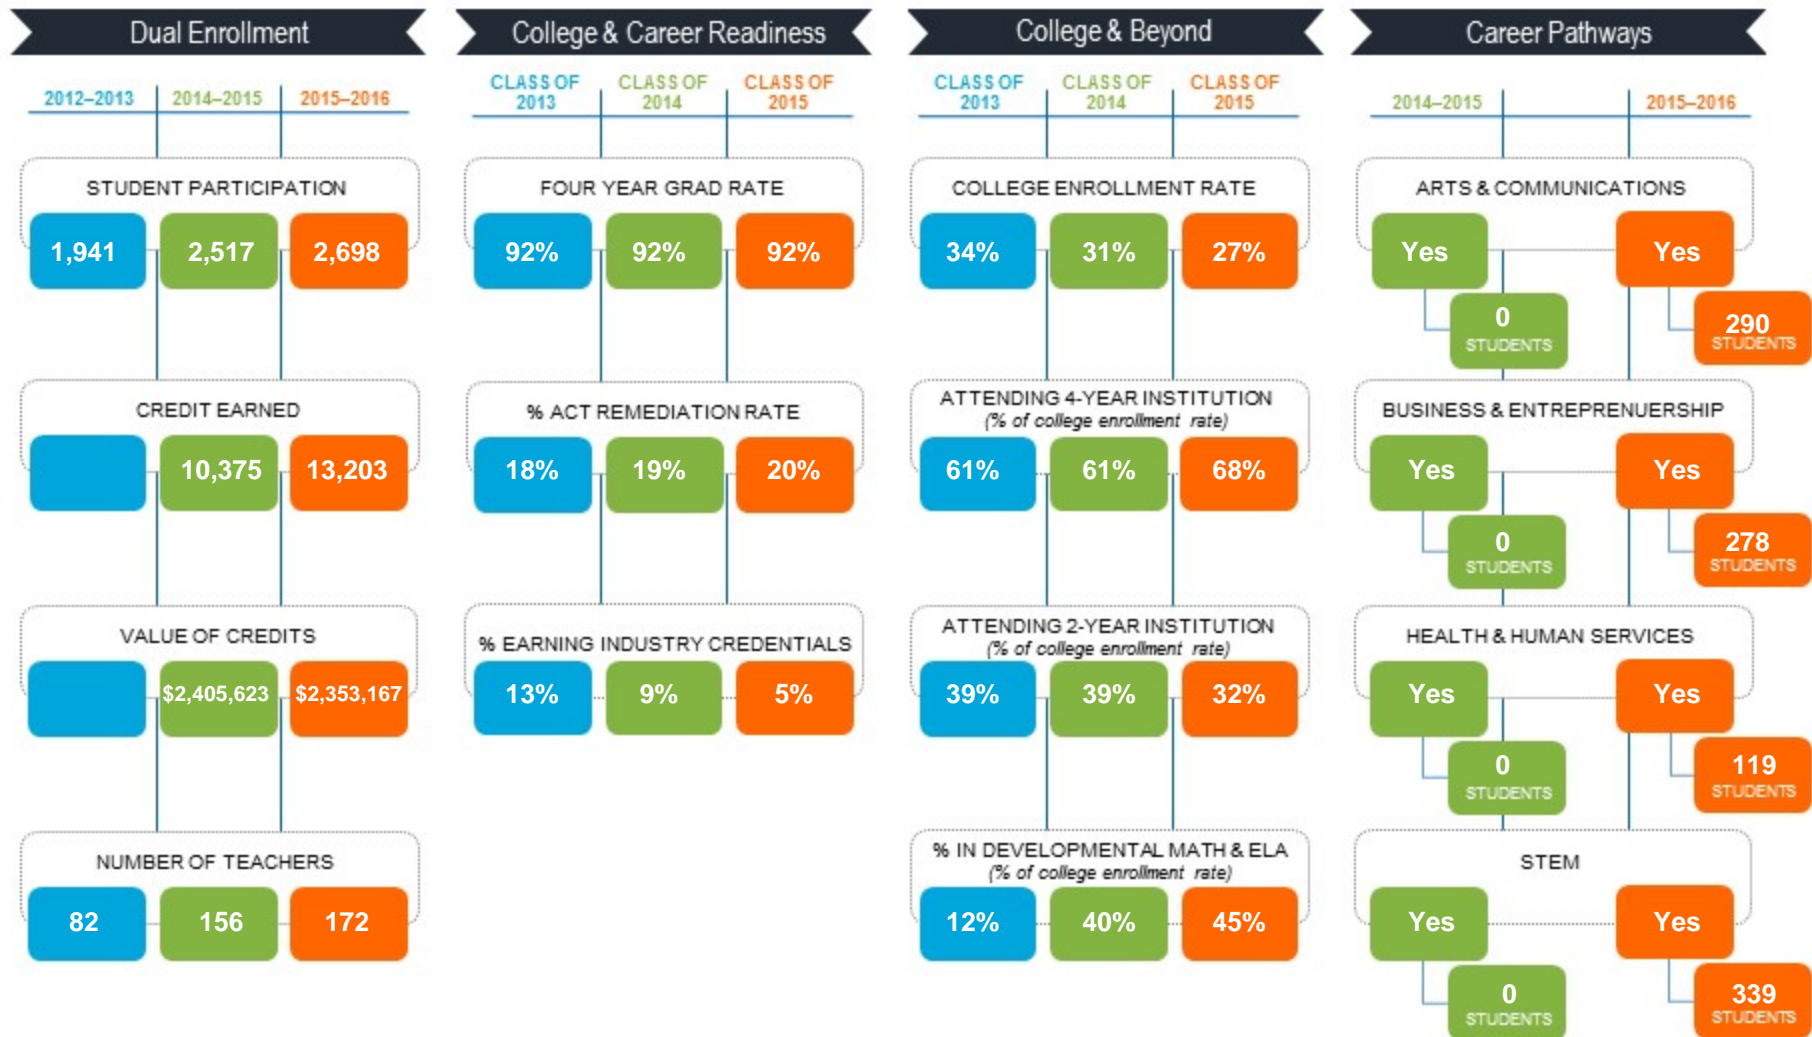 Dual Enrollment
2012–2013 2014–2015 2015–2016
STUDENT PARTICIPATION
1,941 2,517 2,698
CREDIT EARNED
10,375 13,203
VALUE OF CREDITS
$2,405,623 $2,353,167
NUMBER OF TEACHERS
82 156 172
College & Career Readiness
CLASS OF CLASS OF CLASS OF
2013 2014 2015
FOUR YEAR GRAD RATE
92% 92% 92%
% ACT REMEDIATION RATE
18% 19% 20%
% EARNING INDUSTRY CREDENTIALS
13% 9% 5%
College & Beyond
CLASS OF CLASS OF CLASS OF
2013 2014 2015
COLLEGE ENROLLMENT RATE
34% 31% 27%
ATTENDING 4-YEAR INSTITUTION
(% of college enrollment rate)
61% 61% 68%
ATTENDING 2-YEAR INSTITUTION
(% of college enrollment rate)
39% 39% 32%
% IN DEVELOPMENTAL MATH & ELA
(% of college enrollment rate)
12% 40% 45%
Career Pathways
2014–2015 2015–2016
ARTS & COMMUNICATIONS
Yes Yes
0 290
STUDENTS STUDENTS
BUSINESS & ENTREPRENUERSHIP
Yes Yes
0 278
STUDENTS STUDENTS
HEALTH & HUMAN SERVICES
Yes Yes
0 119
STUDENTS STUDENTS
STEM
Yes Yes
0 339
STUDENTS STUDENTS